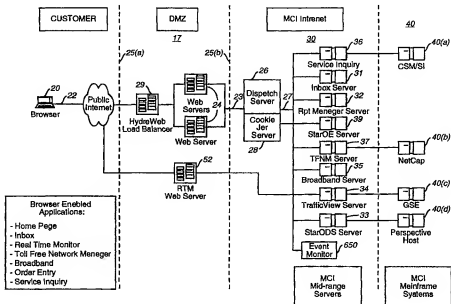 CUSTOMER
DMZ
MCI Intranet
40
17
30
25(a)
25(b)
36
40(a)
Service Inquiry
CSM/SI
20
22
Public Internet
29
24
23
26
27
31
Browser
HydraWeb
Load Balancer
Web
Servers
Web Server
Dispatch
Server
Cookie
Jar Server
28
Inbox Server
32
Rpt Manager Server
39
StarOE Server
37
40(b)
TFNM Server
NetCap
35
Broadband Server
52
RTM
Web Server
34
40(c)
TrafficView Server
GSE
33
40(d)
StarODS Server
Perspective
Host
Event
Monitor
650
Browser Enabled
Applications:
- Home Page
- Inbox
- Real Time Monitor
- Toll Free Network Manager
- Broadband
- Order Entry
- Service Inquiry
MCI
Mid-range
Servers
MCI
Mainframe
Systems